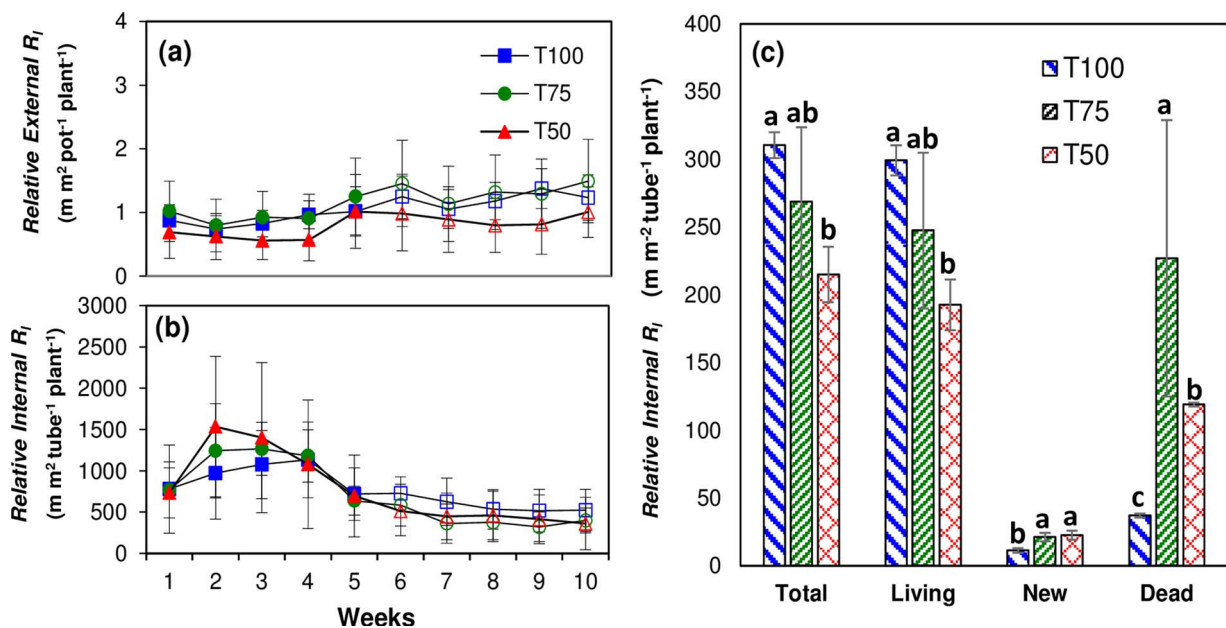 (a)
T100
T75
T50
Relative External Rₗ
(m m² pot⁻¹ plant⁻¹)
4
3
2
1
0
(b)
Relative Internal Rₗ
(m m² tube⁻¹ plant⁻¹)
3000
2500
2000
1500
1000
500
0
1 2 3 4 5 6 7 8 9 10
Weeks
(c)
T100
T75
T50
Relative Internal Rₗ (m m⁻² tube⁻¹ plant⁻¹)
400
350
300
250
200
150
100
50
0
a ab b
a ab b
b a a
c a b
Total Living New Dead